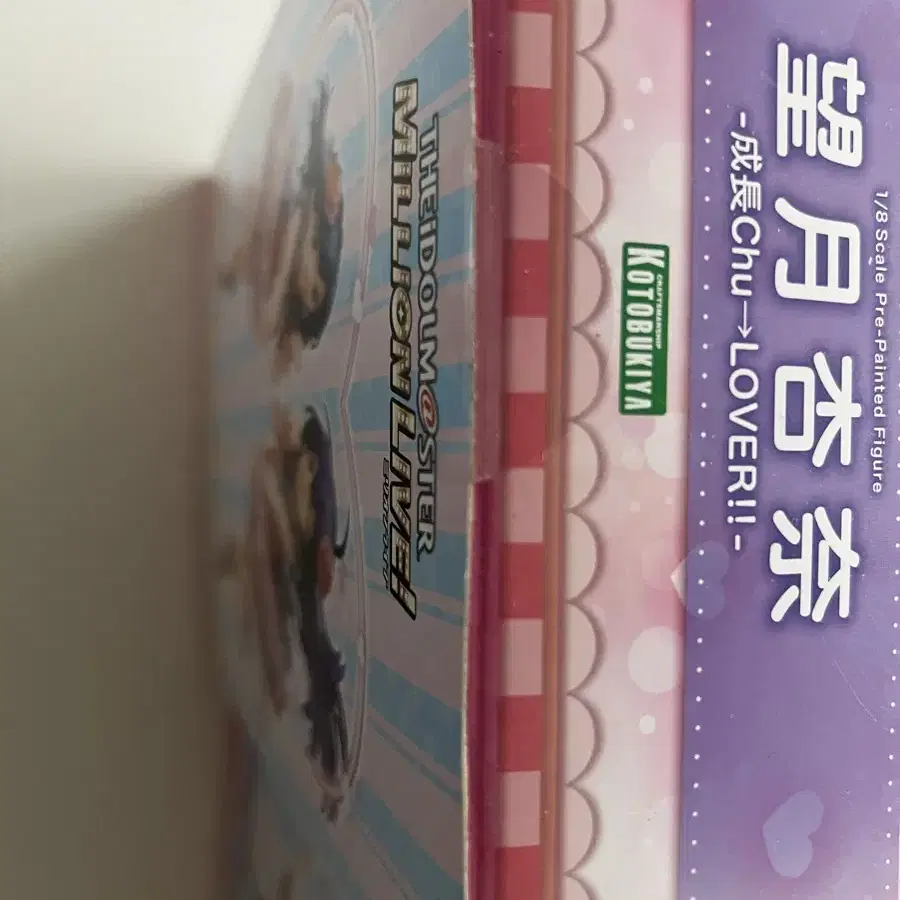 1/8 Scale Pre-Painted Figure
望月杏奈
-成長Chu→LOVER!!-
CRAFTSMANSHIP
KOTOBUKIYA
THE iDOLM@STER
MILLION LIVE!